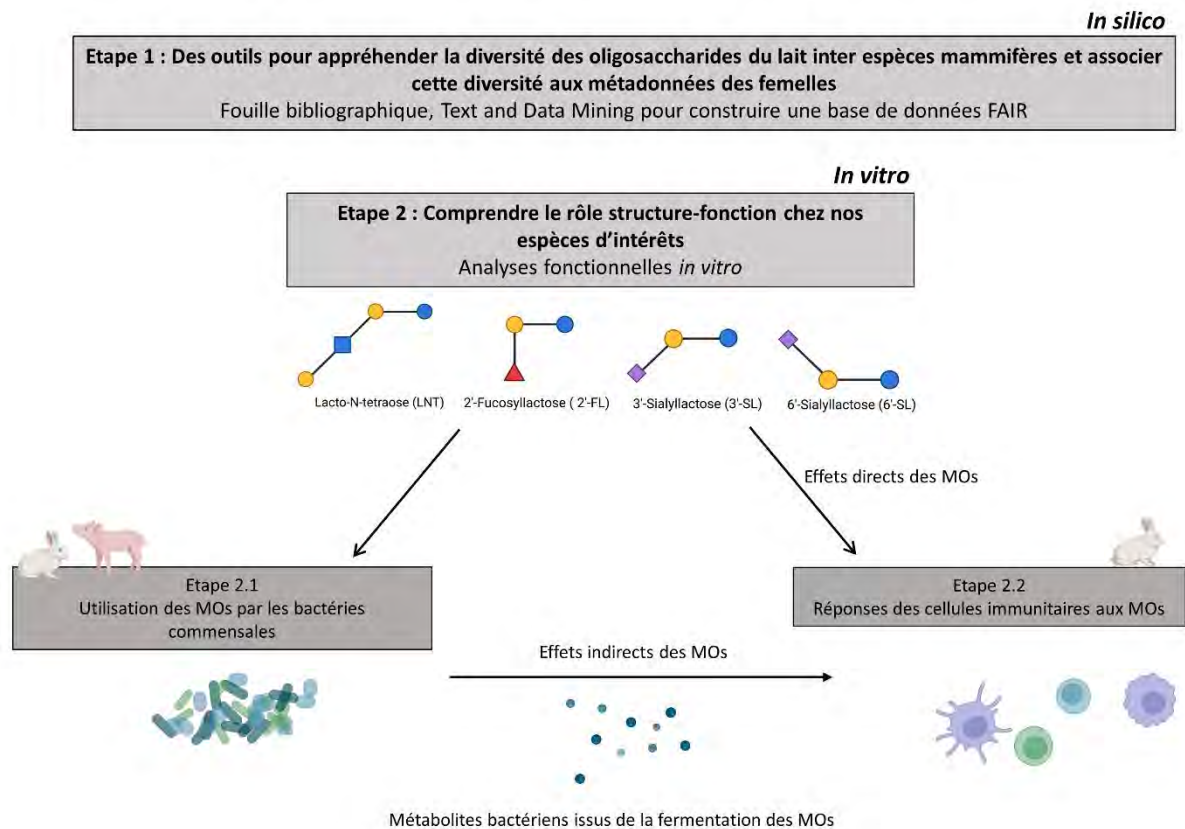 In silico
Etape 1 : Des outils pour appréhender la diversité des oligosaccharides du lait inter espèces mammifères et associer
cette diversité aux métadonnées des femelles
Fouille bibliographique, Text and Data Mining pour construire une base de données FAIR
In vitro
Etape 2 : Comprendre le rôle structure-fonction chez nos
espèces d'intérêts
Analyses fonctionnelles in vitro
Lacto-N-tetraose (LNT)
2'-Fucosyllactose ( 2'-FL)
3'-Sialyllactose (3'-SL)
6'-Sialyllactose (6'-SL)
Effets directs des MOs
Etape 2.1
Utilisation des MOs par les bactéries
commensales
Etape 2.2
Réponses des cellules immunitaires aux MOs
Effets indirects des MOs
Métabolites bactériens issus de la fermentation des MOs